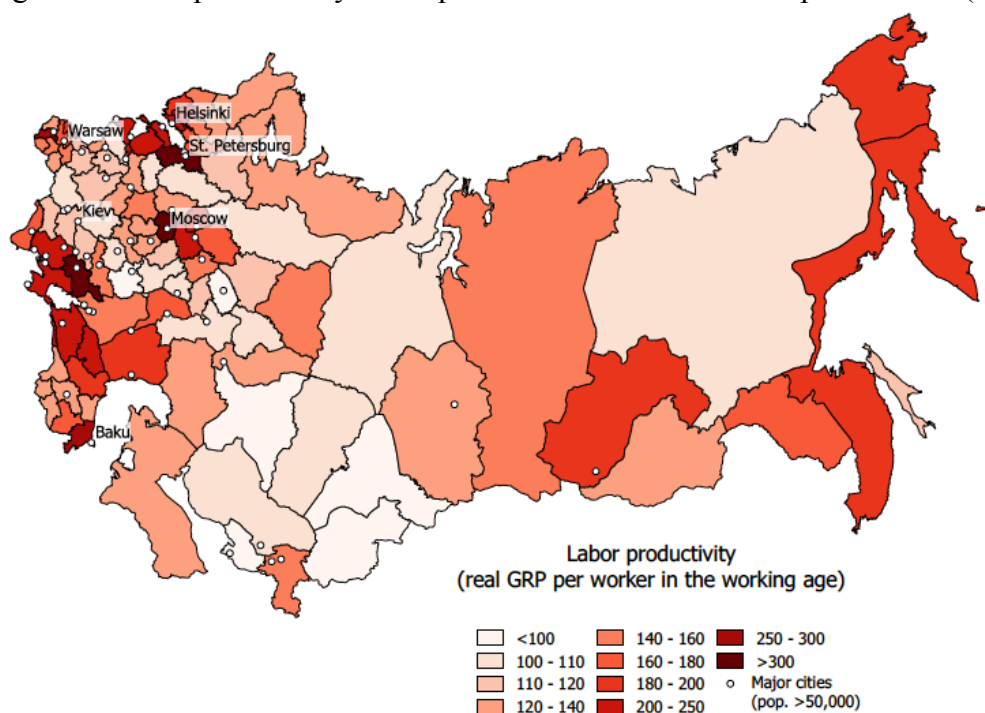 Helsinki
Warsaw
St. Petersburg
Kiev
Moscow
Baku
Labor productivity
(real GRP per worker in the working age)
<100
100 - 110
110 - 120
120 - 140
140 - 160
160 - 180
180 - 200
200 - 250
250 - 300
>300
Major cities
(pop. >50,000)